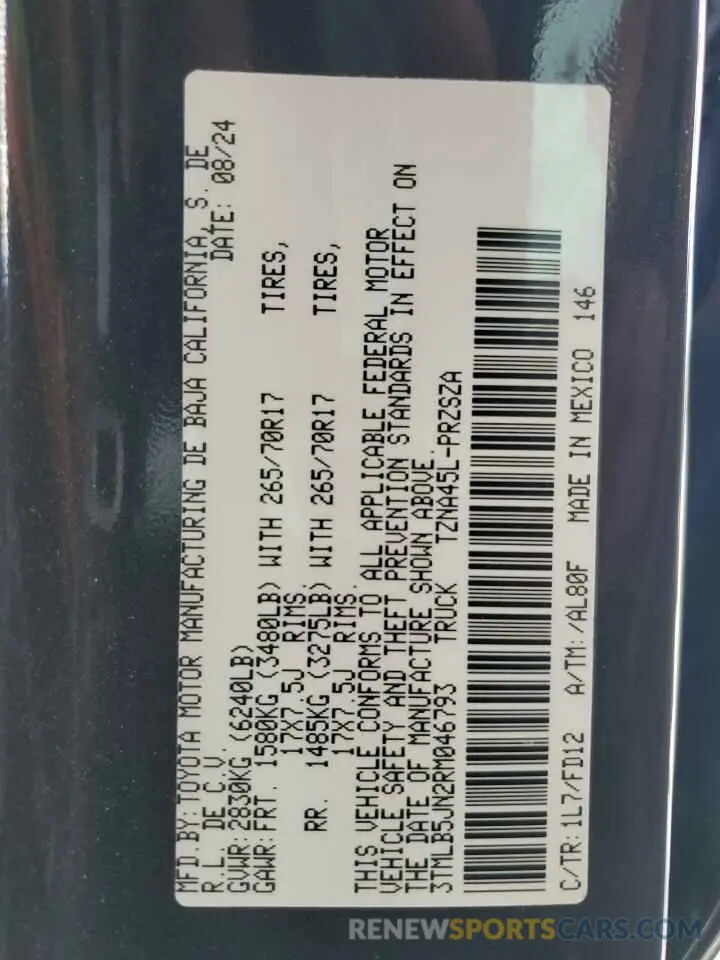 MFD.BY:TOYOTA MOTOR MANUFACTURING DE BAJA CALIFORNIA, S. DE
R.L. DE C.V. DATE: 08/24
GVWR:2830KG (6240LB)
GAWR:FRT. 1580KG (3480LB) WITH 265/70R17 TIRES,
17X7.5J RIMS.
RR. 1485KG (3275LB) WITH 265/70R17 TIRES,
17X7.5J RIMS.
THIS VEHICLE CONFORMS TO ALL APPLICABLE FEDERAL MOTOR
VEHICLE SAFETY AND THEFT PREVENTION STANDARDS IN EFFECT ON
THE DATE OF MANUFACTURE SHOWN ABOVE.
3TMLB5JN2RM046793 TRUCK TZNA45L-PRZSZA
C/TR:1L7/FD12 A/TM:/AL80F MADE IN MEXICO 146
RENEWSPORTSCARS.COM